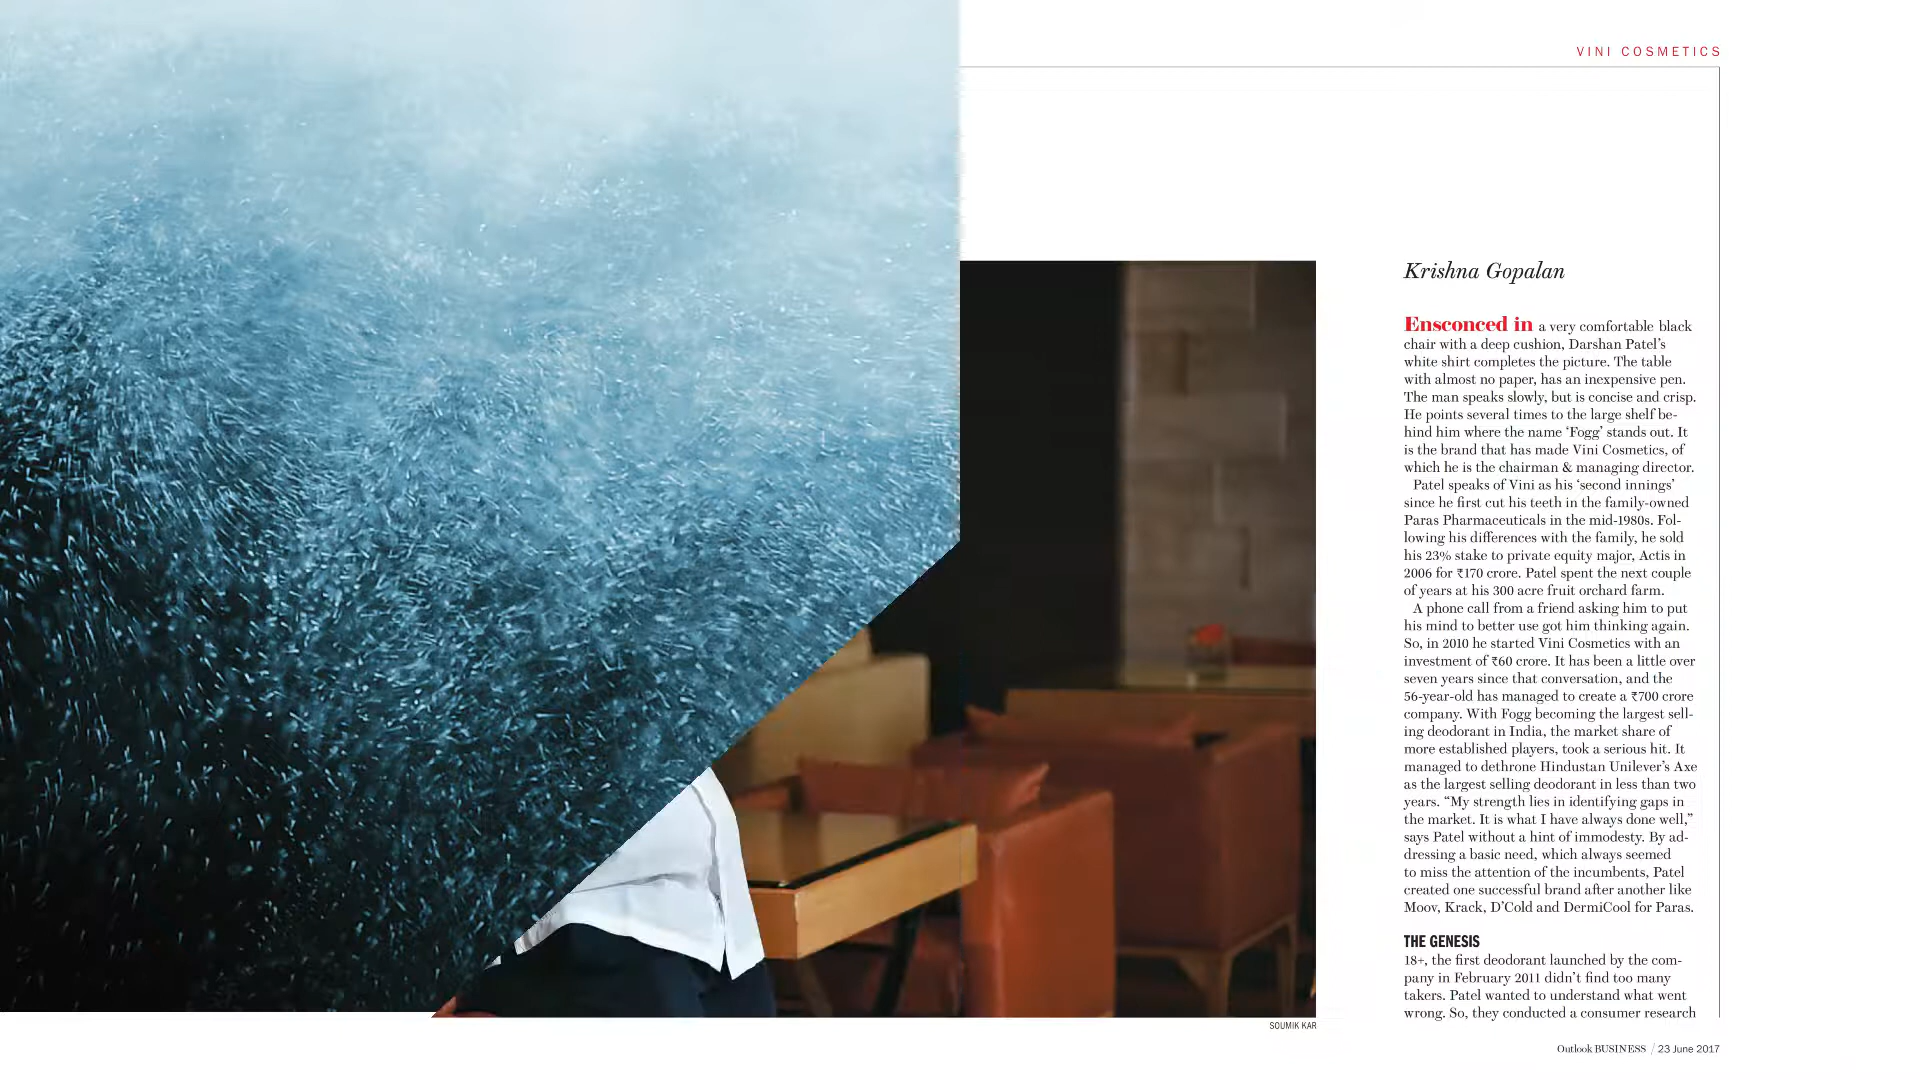 VINI COSMETICS
Krishna Gopalan
Ensconced in a very comfortable black
chair with a deep cushion, Darshan Patel's
white shirt completes the picture. The table
with almost no paper, has an inexpensive pen.
The man speaks slowly, but is concise and crisp.
He points several times to the large shelf be-
hind him where the name 'Fogg' stands out. It
is the brand that has made Vini Cosmetics, of
which he is the chairman & managing director.
Patel speaks of Vini as his 'second innings'
since he first cut his teeth in the family-owned
Paras Pharmaceuticals in the mid-1980s. Fol-
lowing his differences with the family, he sold
his 23% stake to private equity major, Actis in
2006 for ₹170 crore. Patel spent the next couple
of years at his 300 acre fruit orchard farm.
A phone call from a friend asking him to put
his mind to better use got him thinking again.
So, in 2010 he started Vini Cosmetics with an
investment of ₹60 crore. It has been a little over
seven years since that conversation, and the
56-year-old has managed to create a ₹700 crore
company. With Fogg becoming the largest sell-
ing deodorant in India, the market share of
more established players, took a serious hit. It
managed to dethrone Hindustan Unilever's Axe
as the largest selling deodorant in less than two
years. “My strength lies in identifying gaps in
the market. It is what I have always done well,”
says Patel without a hint of immodesty. By ad-
dressing a basic need, which always seemed
to miss the attention of the incumbents, Patel
created one successful brand after another like
Moov, Krack, D'Cold and DermiCool for Paras.
THE GENESIS
18+, the first deodorant launched by the com-
pany in February 2011 didn't find too many
takers. Patel wanted to understand what went
wrong. So, they conducted a consumer research
SOUMIK KAR
Outlook BUSINESS / 23 June 2017